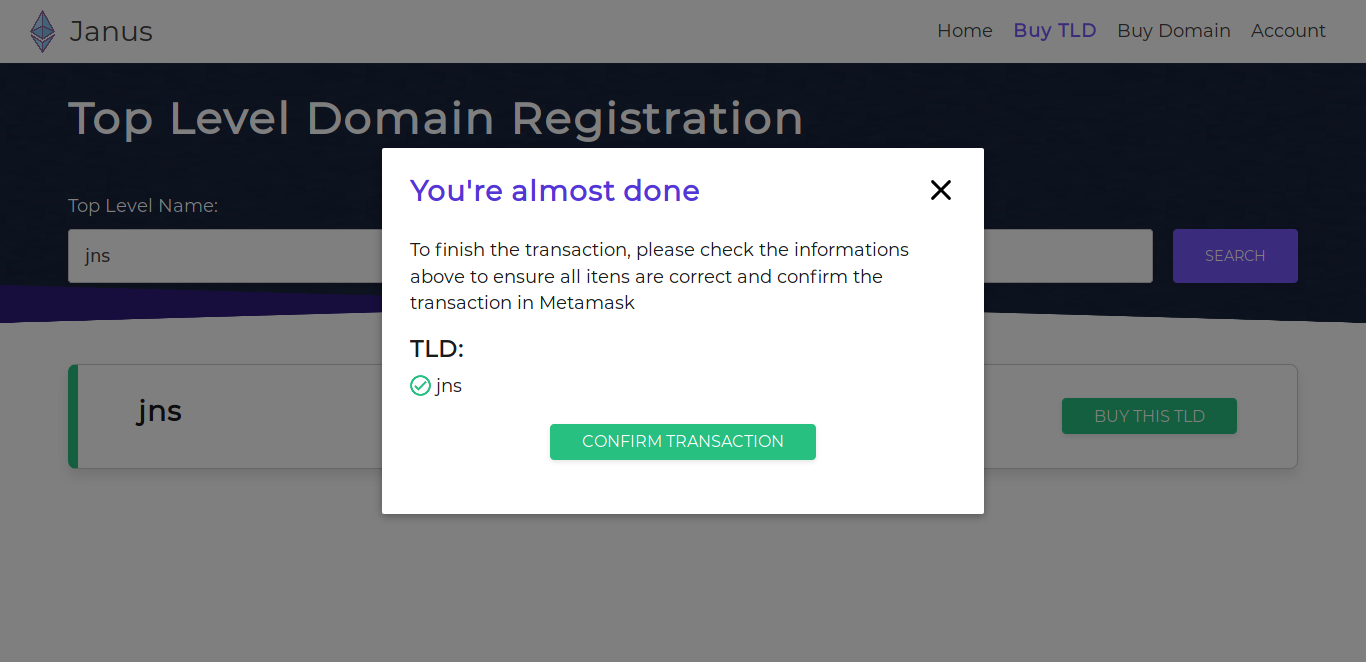 Janus
Home
Buy TLD
Buy Domain
Account
Top Level Domain Registration
Top Level Name:
jns
SEARCH
jns
BUY THIS TLD
You're almost done
To finish the transaction, please check the informations
above to ensure all itens are correct and confirm the
transaction in Metamask
TLD:
jns
CONFIRM TRANSACTION